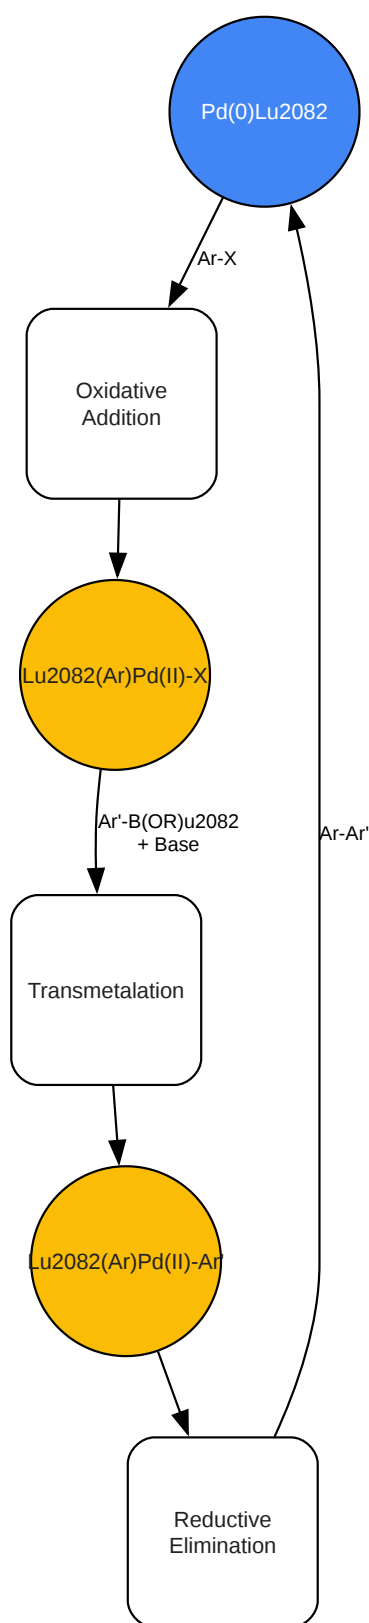 Pd(0)Lu2082
Ar-X
Oxidative
Addition
Lu2082(Ar)Pd(II)-X
Ar'-B(OR)u2082
+ Base
Ar-Ar'
Transmetalation
Lu2082(Ar)Pd(II)-Ar'
Reductive
Elimination